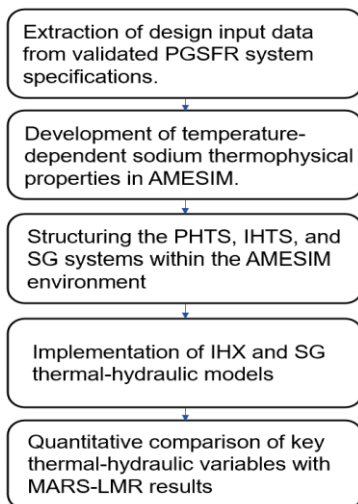 Extraction of design input data
from validated PGSFR system
specifications.
Development of temperature-
dependent sodium thermophysical
properties in AMESIM.
Structuring the PHTS, IHTS, and
SG systems within the AMESIM
environment
Implementation of IHX and SG
thermal-hydraulic models
Quantitative comparison of key
thermal-hydraulic variables with
MARS-LMR results